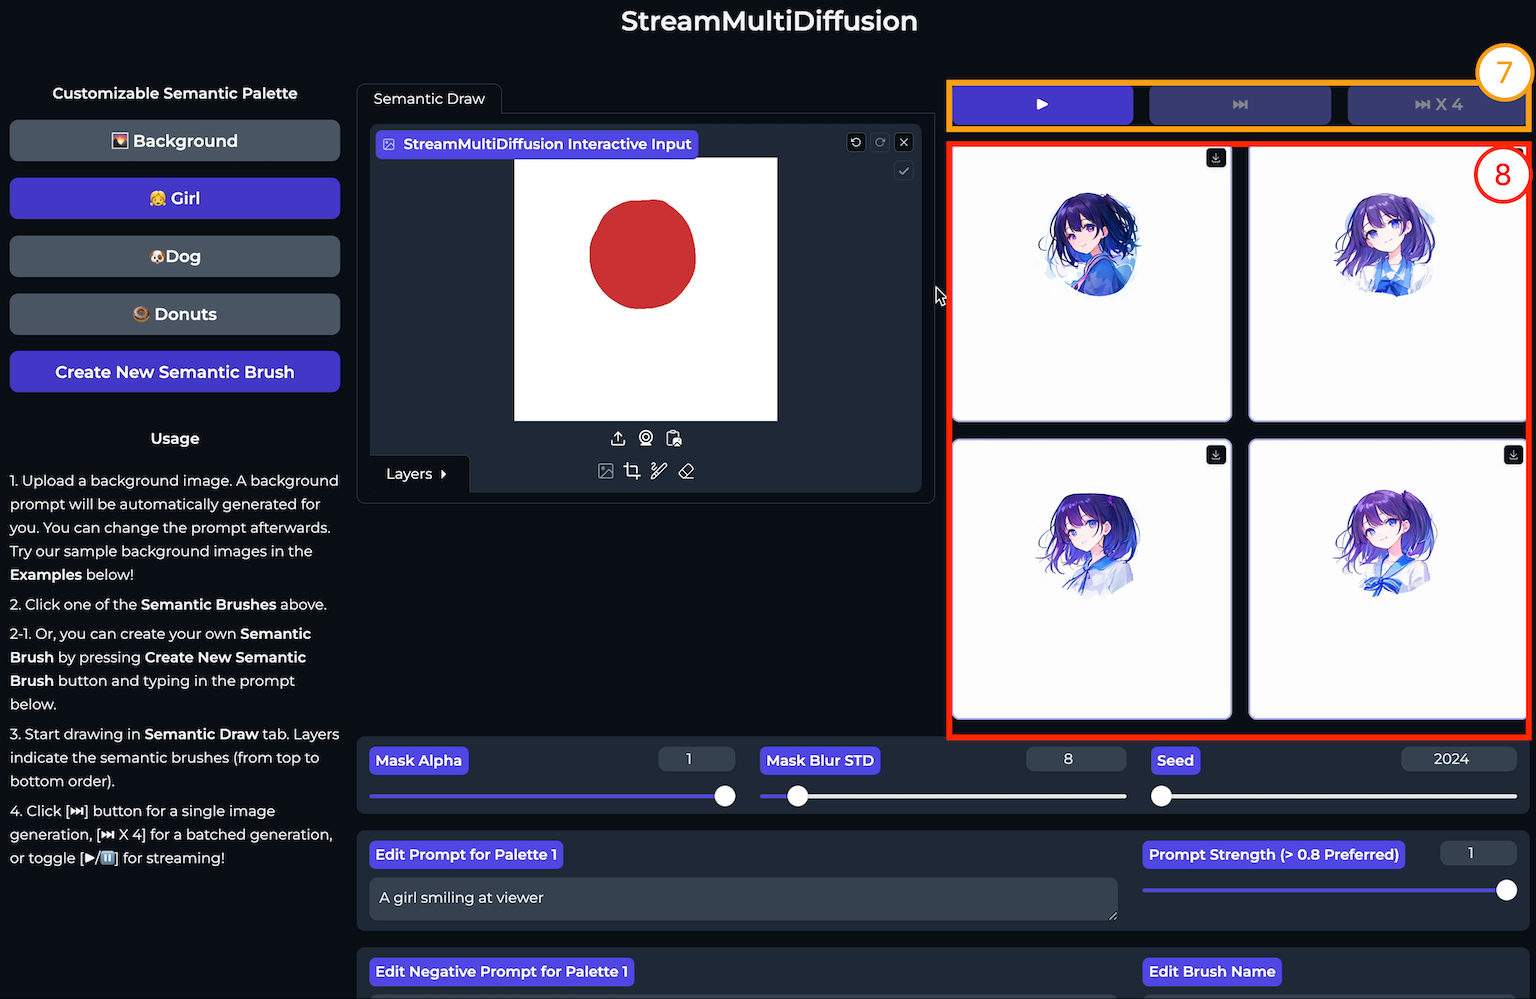 StreamMultiDiffusion
Customizable Semantic Palette
Background
Girl
Dog
Donuts
Create New Semantic Brush
Usage
1. Upload a background image. A background
prompt will be automatically generated for
you. You can change the prompt afterwards.
Try our sample background images in the
Examples below!
2. Click one of the Semantic Brushes above.
2-1. Or, you can create your own Semantic
Brush by pressing Create New Semantic
Brush button and typing in the prompt
below.
3. Start drawing in Semantic Draw tab. Layers
indicate the semantic brushes (from top to
bottom order).
4. Click [⏭] button for a single image
generation, [⏭ X 4] for a batched generation,
or toggle [▶/⏸] for streaming!
Semantic Draw
StreamMultiDiffusion Interactive Input
Layers
X 4
7
8
Mask Alpha
1
Mask Blur STD
8
Seed
2024
Edit Prompt for Palette 1
A girl smiling at viewer
Prompt Strength (> 0.8 Preferred)
1
Edit Negative Prompt for Palette 1
Edit Brush Name